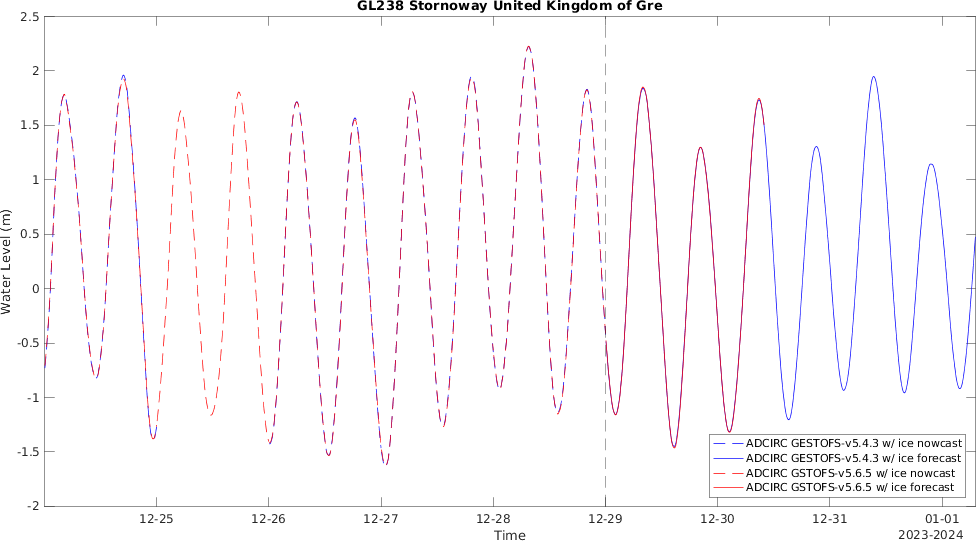 GL238 Stornoway United Kingdom of Gre
2.5
2
1.5
1
0.5
0
-0.5
-1
-1.5
-2
Water Level (m)
12-25
12-26
12-27
12-28
12-29
12-30
12-31
01-01
Time
2023-2024
ADCIRC GESTOFS-v5.4.3 w/ ice nowcast
ADCIRC GESTOFS-v5.4.3 w/ ice forecast
ADCIRC GSTOFS-v5.6.5 w/ ice nowcast
ADCIRC GSTOFS-v5.6.5 w/ ice forecast